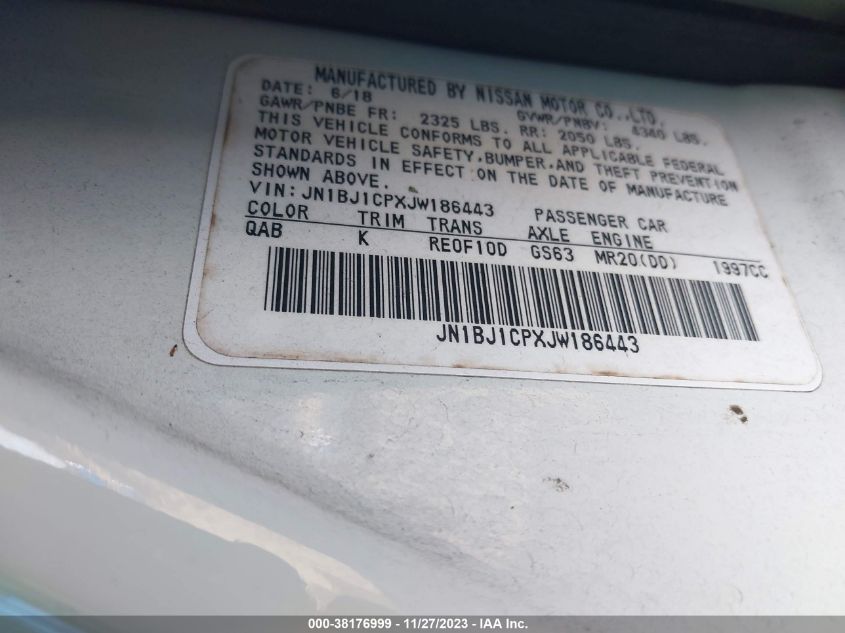 MANUFACTURED BY NISSAN MOTOR CO.,LTD.
DATE: 6/18 GVWR/PNBV: 4340 LBS.
GAWR/PNBE FR: 2325 LBS. RR: 2050 LBS.
THIS VEHICLE CONFORMS TO ALL APPLICABLE FEDERAL
MOTOR VEHICLE SAFETY,BUMPER,AND THEFT PREVENTION
STANDARDS IN EFFECT ON THE DATE OF MANUFACTURE
SHOWN ABOVE.
VIN: JN1BJ1CPXJW186443 PASSENGER CAR
COLOR TRIM TRANS AXLE ENGINE
QAB K RE0F10D GS63 MR20(DD) 1997CC
JN1BJ1CPXJW186443
000-38176999 - 11/27/2023 - IAA Inc.